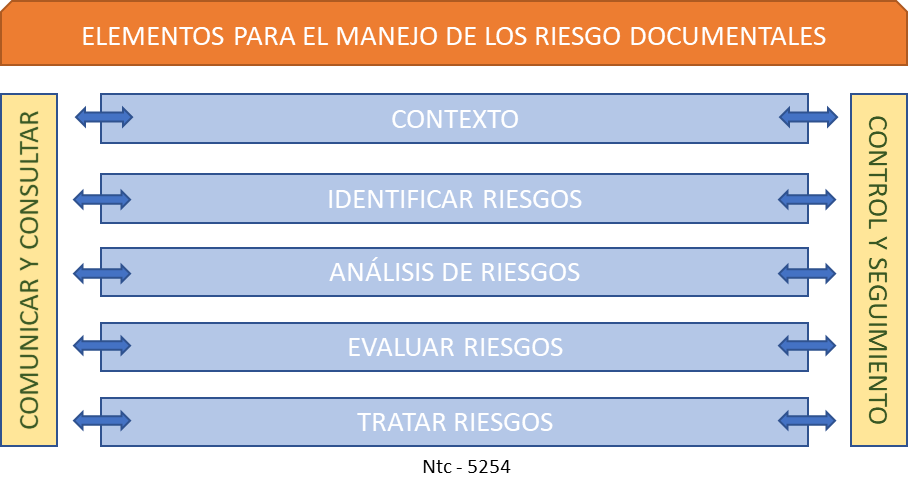 ELEMENTOS PARA EL MANEJO DE LOS RIESGO DOCUMENTALES
COMUNICAR Y CONSULTAR
CONTEXTO
IDENTIFICAR RIESGOS
ANÁLISIS DE RIESGOS
EVALUAR RIESGOS
TRATAR RIESGOS
CONTROL Y SEGUIMIENTO
Ntc - 5254